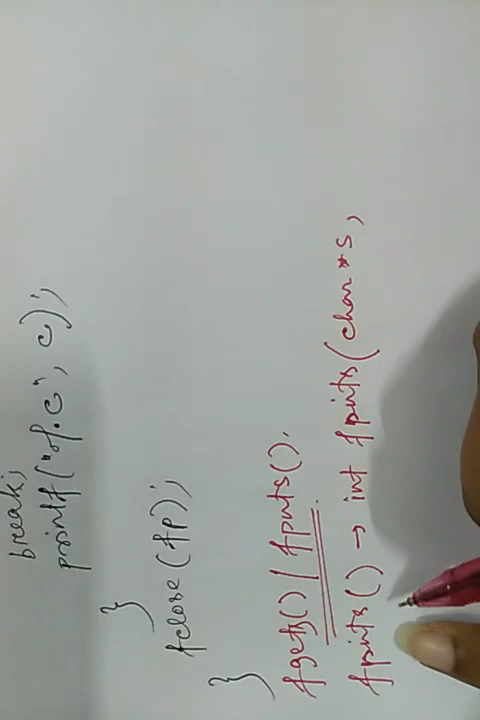 break;
printf("%c", c);
}
fclose(fp);
}
fgets() | fputs().
fputs() → int fputs(char *s,